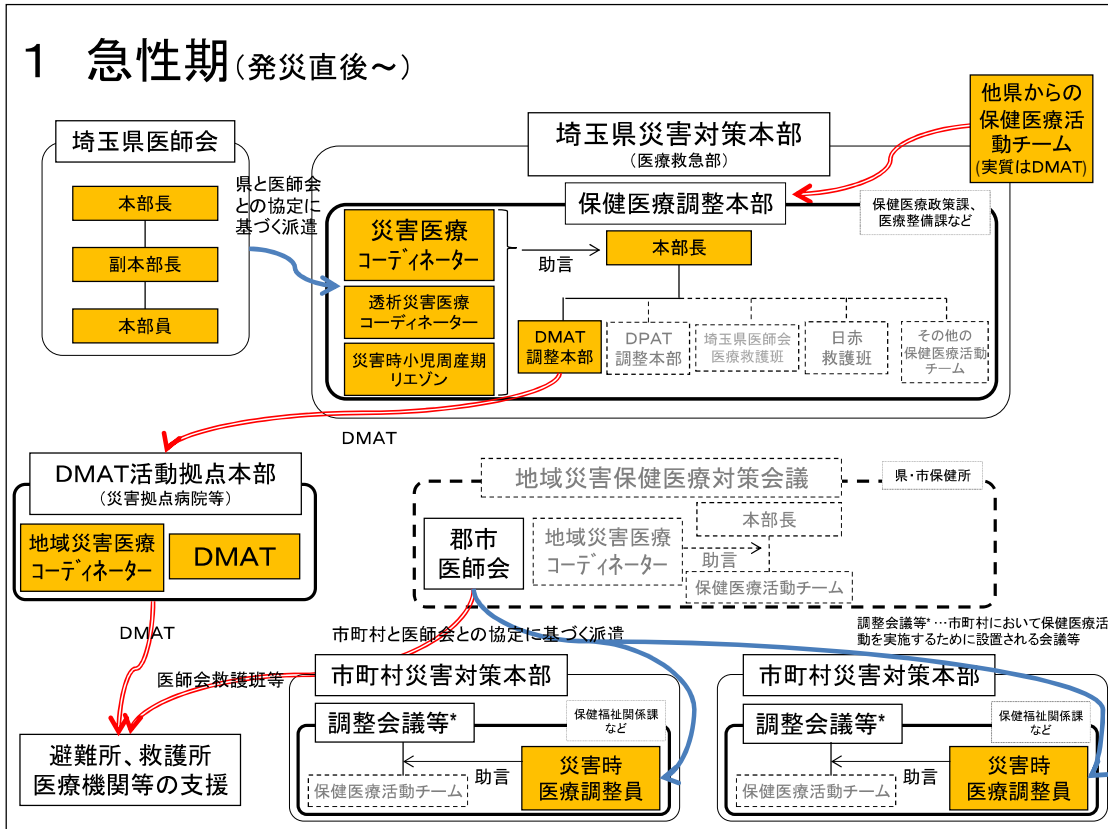 1 急性期(発災直後～)
埼玉県医師会
本部長
副本部長
本部員
県と医師会
との協定に
基づく派遣
埼玉県災害対策本部
(医療救急部)
他県からの
保健医療活
動チーム
(実質はDMAT)
保健医療調整本部
保健医療政策課、
医療整備課など
災害医療
コーディネーター
透析災害医療
コーディネーター
災害時小児周産期
リエゾン
助言
本部長
DMAT
調整本部
DPAT
調整本部
埼玉県医師会
医療救護班
日赤
救護班
その他の
保健医療活動
チーム
DMAT
DMAT活動拠点本部
(災害拠点病院等)
地域災害医療
コーディネーター
DMAT
地域災害保健医療対策会議
県・市保健所
郡市
医師会
地域災害医療
コーディネーター
助言
本部長
保健医療活動チーム
DMAT
市町村と医師会との協定に基づく派遣
調整会議等*…市町村において保健医療活
動を実施するために設置される会議等
医師会救護班等
避難所、救護所
医療機関等の支援
市町村災害対策本部
保健福祉関係課
など
調整会議等*
助言
保健医療活動チーム
災害時
医療調整員
市町村災害対策本部
保健福祉関係課
など
調整会議等*
助言
保健医療活動チーム
災害時
医療調整員